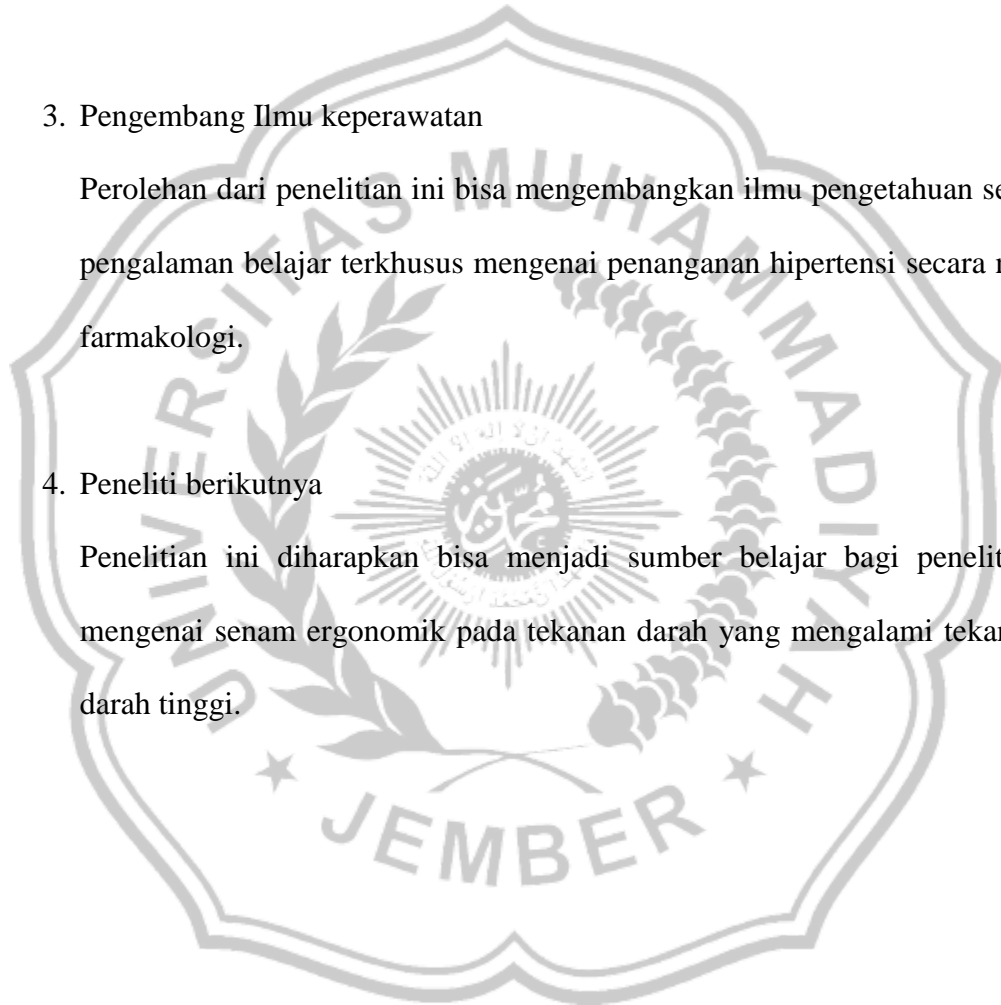 3. Pengembang Ilmu keperawatan
Perolehan dari penelitian ini bisa mengembangkan ilmu pengetahuan se
pengalaman belajar terkhusus mengenai penanganan hipertensi secara
farmakologi.
4. Peneliti berikutnya
Penelitian ini diharapkan bisa menjadi sumber belajar bagi penelit
mengenai senam ergonomik pada tekanan darah yang mengalami tekan
darah tinggi.
UNIVERSITAS MUHAMMADIYAH
JEMBER